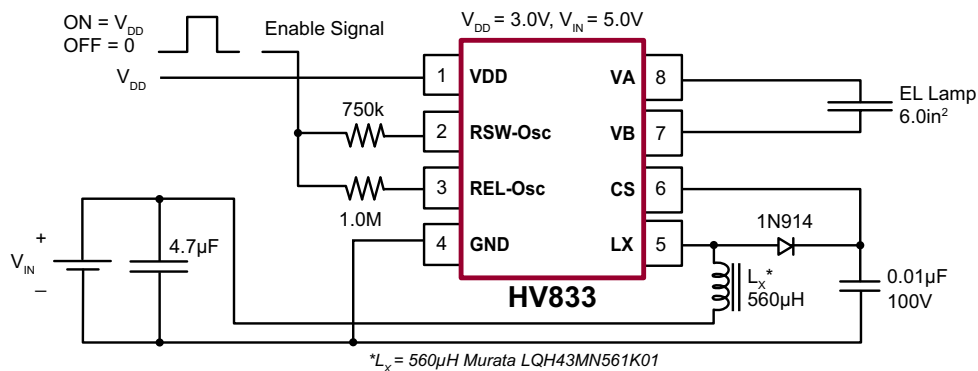 ON = VDD
OFF = 0
Enable Signal
VDD = 3.0V, VIN = 5.0V
VDD
1 VDD
VA 8
750k
2 RSW-Osc
VB 7
EL Lamp
6.0in²
3 REL-Osc
CS 6
1.0M
1N914
+
VIN
–
4.7µF
4 GND
LX 5
LX*
560µH
0.01µF
100V
HV833
*LX = 560µH Murata LQH43MN561K01